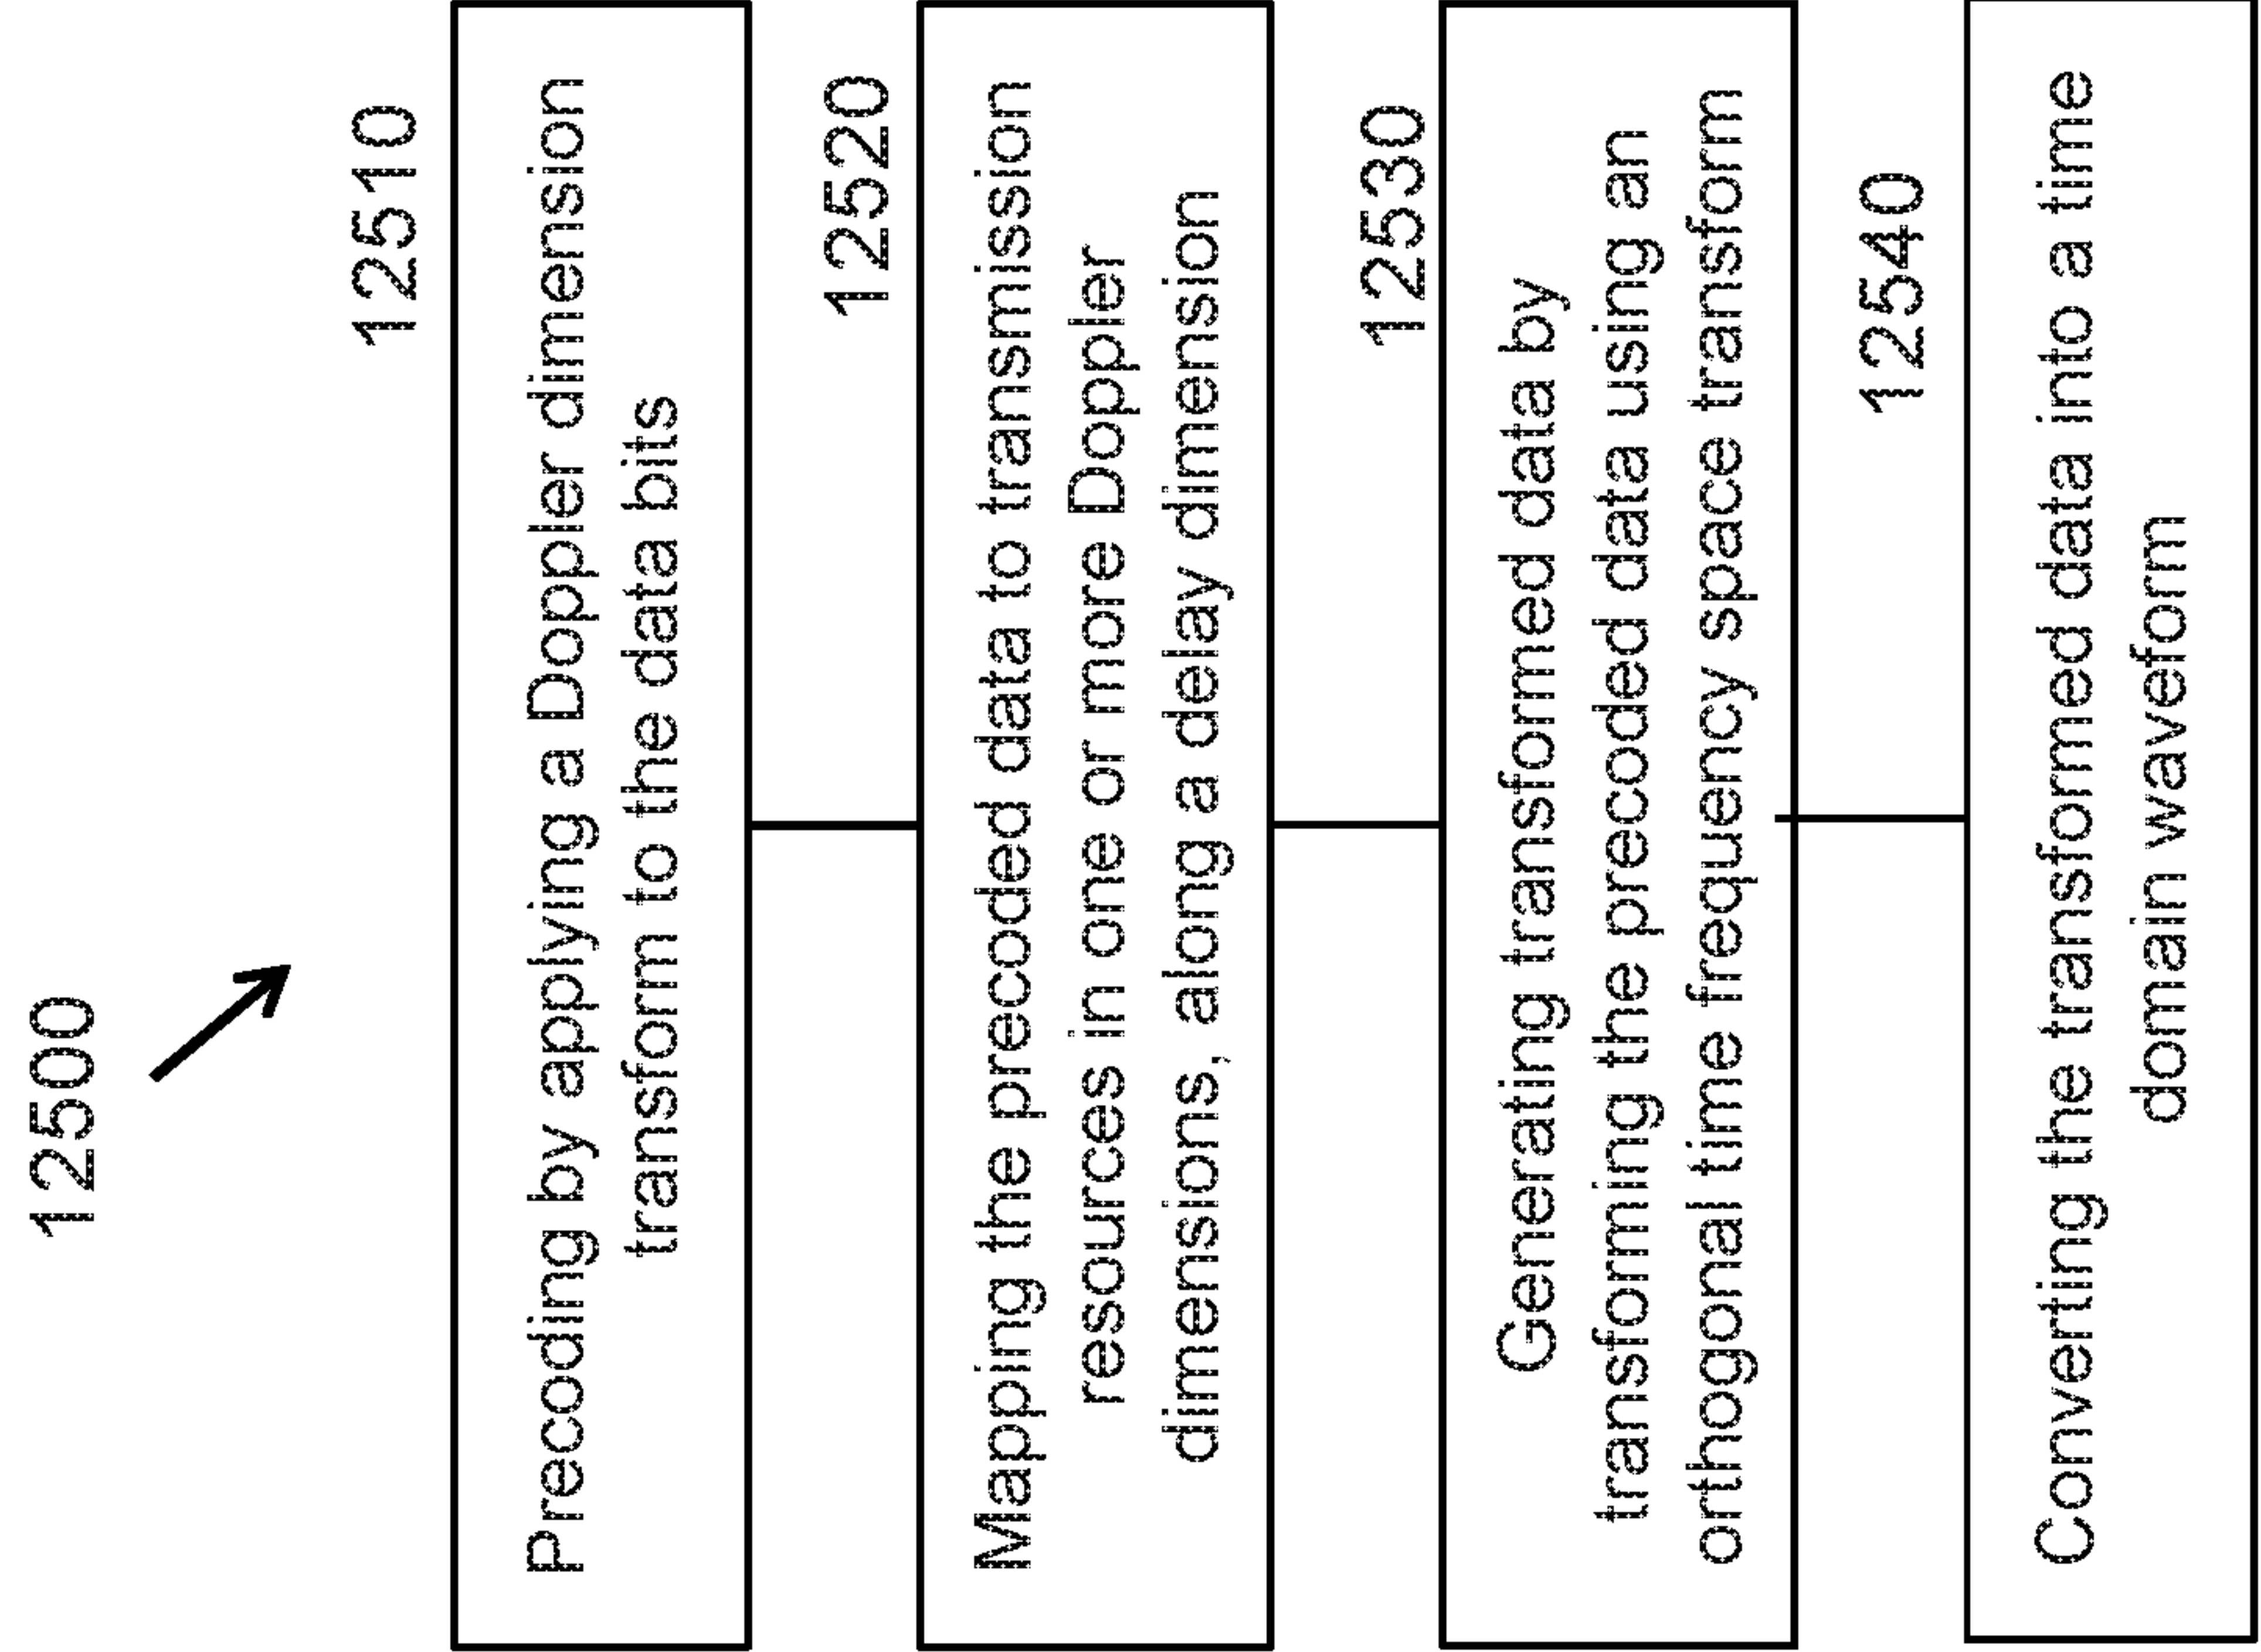 12500
12510
Precoding by applying a Doppler dimension
transform to the data bits
12520
Mapping the precoded data to transmission
resources in one or more Doppler
dimensions, along a delay dimension
12530
Generating transformed data by
transforming the precoded data using an
orthogonal time frequency space transform
12540
Converting the transformed data into a time
domain waveform